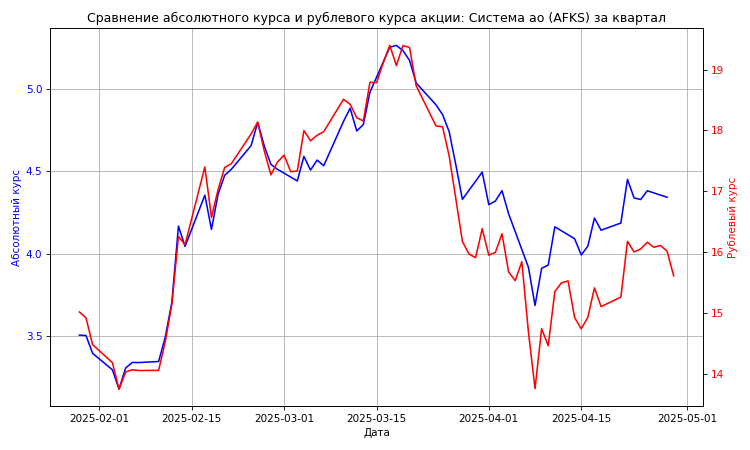 Сравнение абсолютного курса и рублевого курса акции: Система ао (AFKS) за квартал
Абсолютный курс
5.0
4.5
4.0
3.5
19
18
17
16
15
14
Рублевый курс
2025-02-01 2025-02-15 2025-03-01 2025-03-15 2025-04-01 2025-04-15 2025-05-01
Дата